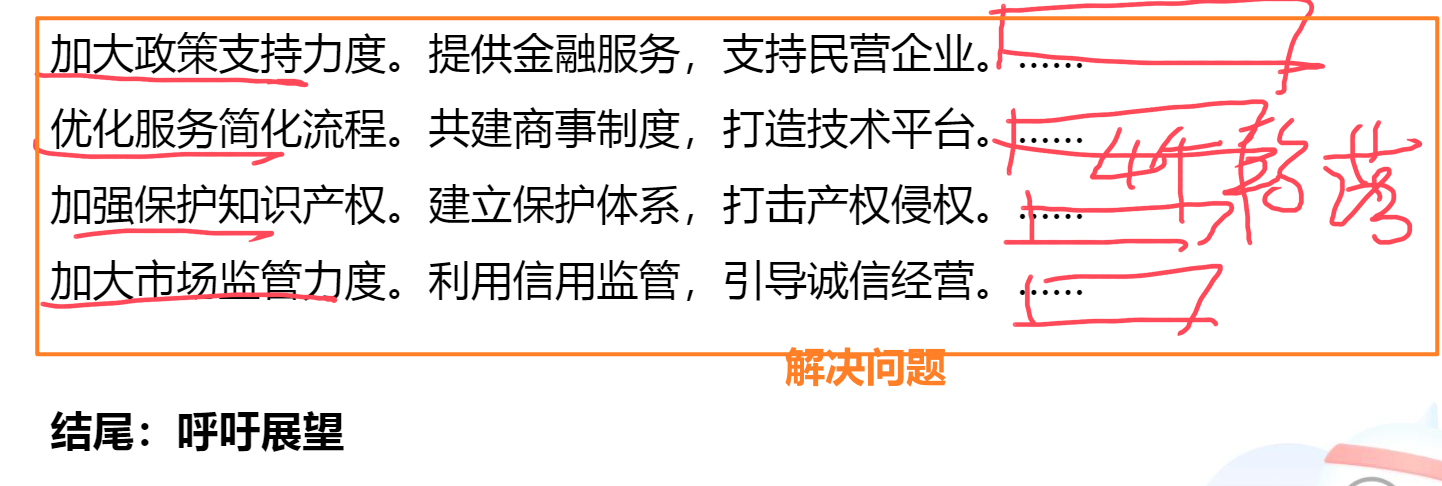 加大政策支持力度。提供金融服务，支持民营企业。……
优化服务简化流程。共建商事制度，打造技术平台。……
加强保护知识产权。建立保护体系，打击产权侵权。……
加大市场监管力度。利用信用监管，引导诚信经营。……
解决问题
结尾：呼吁展望